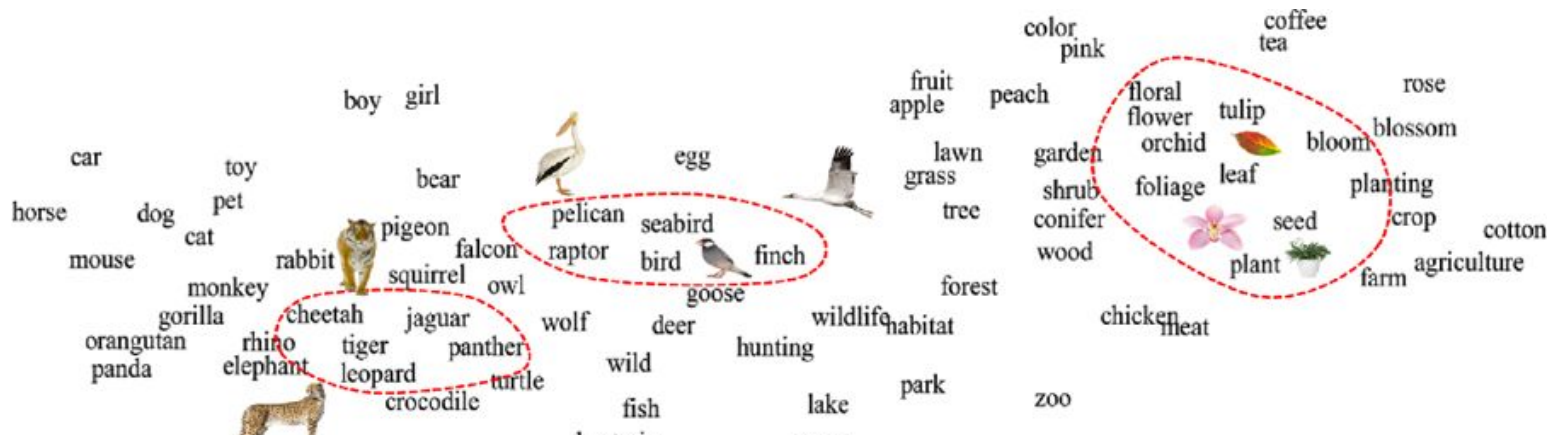 coffee
color
tea
pink
fruit
rose
boy girl
apple
peach
floral
tulip
flower
blossom
orchid
bloom
car
egg
lawn
garden
toy
bear
grass
leaf
foliage
shrub
planting
pet
horse
dog
pelican
seabird
tree
conifer
seed
crop
cat
pigeon
cotton
falcon
raptor
bird
finch
wood
mouse
rabbit
plant
agriculture
squirrel
farm
monkey
owl
goose
forest
gorilla
cheetah
jaguar
wolf
deer
wildlife
habitat
chicken
meat
orangutan
rhino
tiger
panther
hunting
panda
elephant
leopard
wild
turtle
park
crocodile
fish
lake
zoo